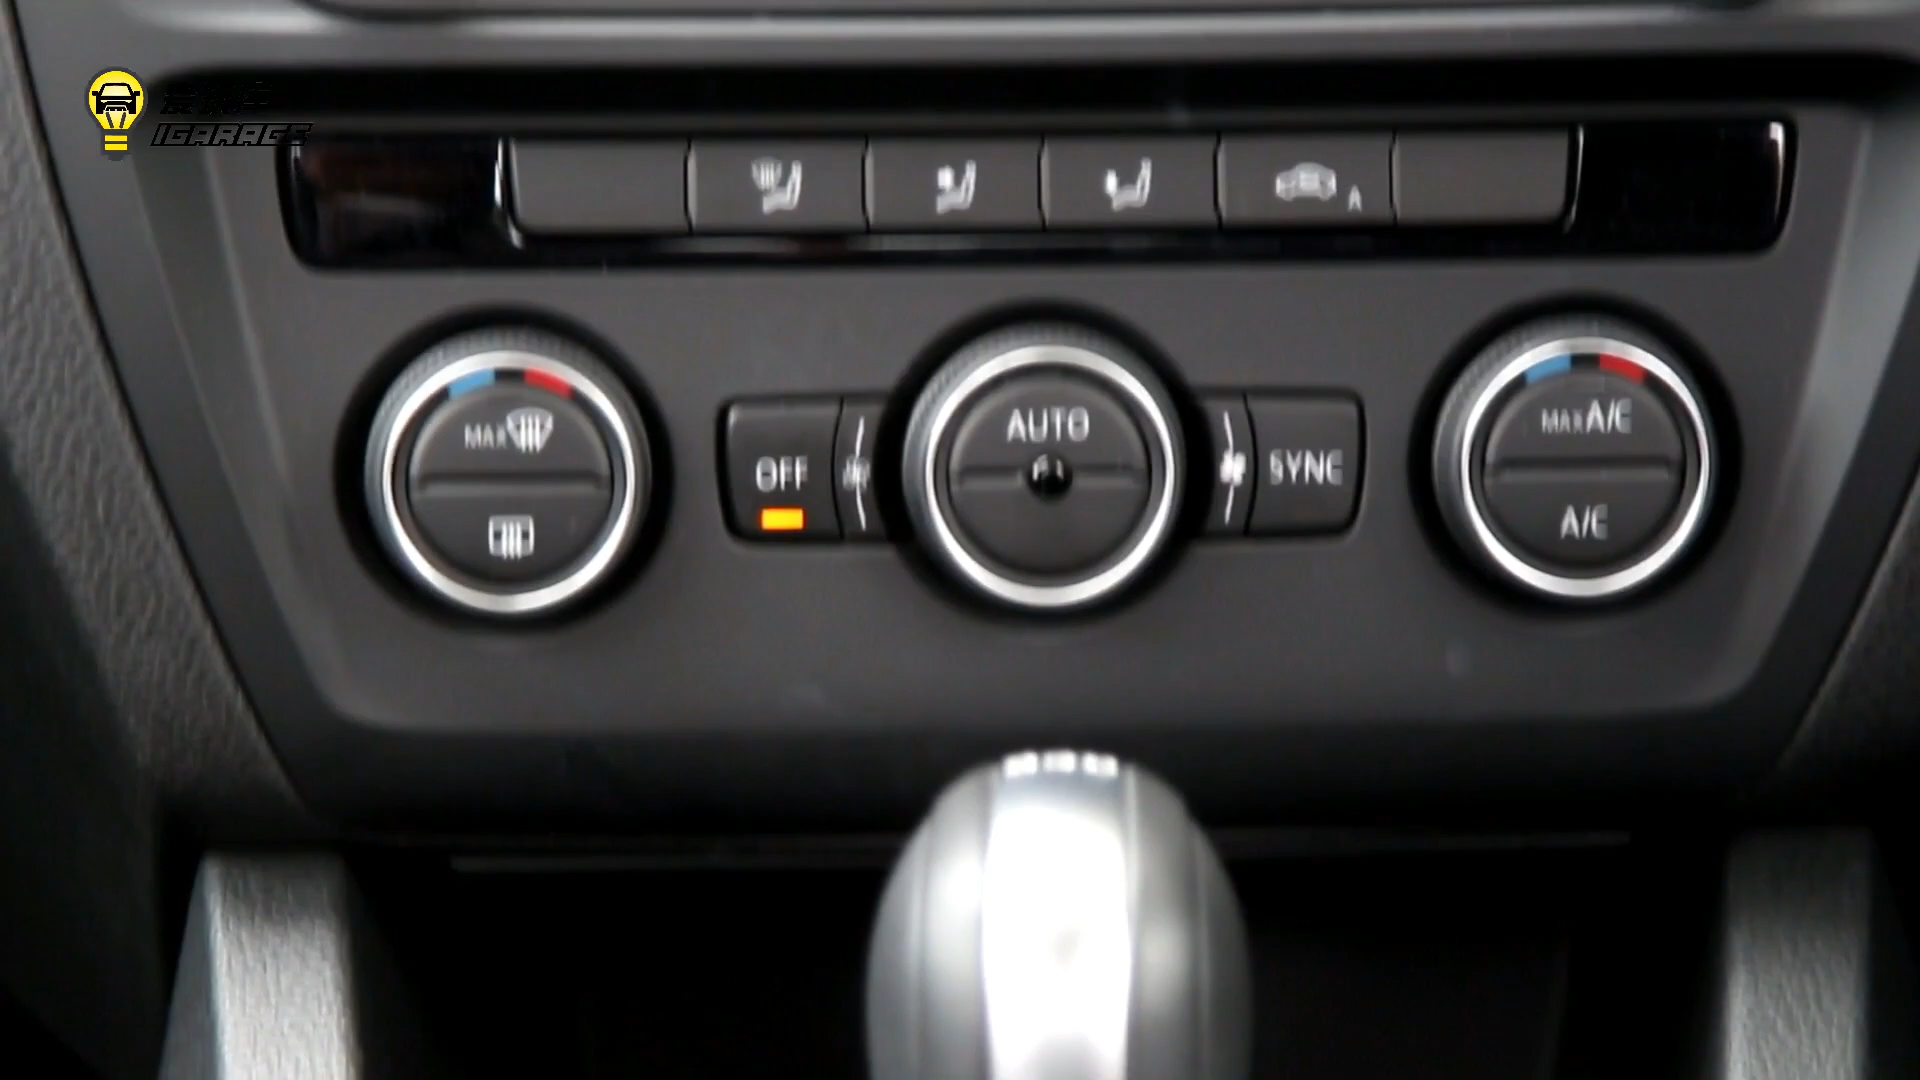 IGARAGE
A
MAX
AUTO
MAX A/C
OFF
SYNC
A/C